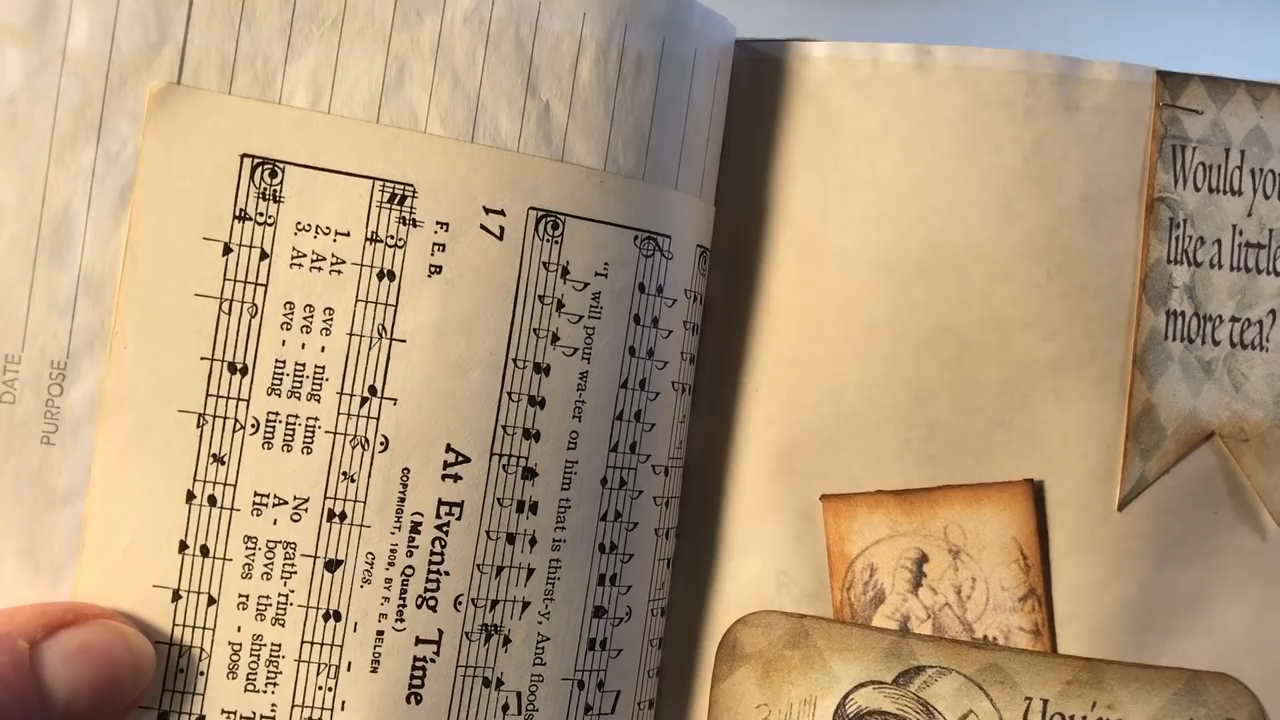 DATE
PURPOSE
"I will pour wa-ter on him that is thirst-y, And floods
17
At Evening Time
F. E. B.
(Male Quartet)
COPYRIGHT, 1909, BY F. E. BELDEN
cres.
1. At eve - ning time No gath-'ring night;
2. At eve - ning time A - bove the shroud
3. At eve - ning time He gives re - pose
Would you
like a little
more tea?